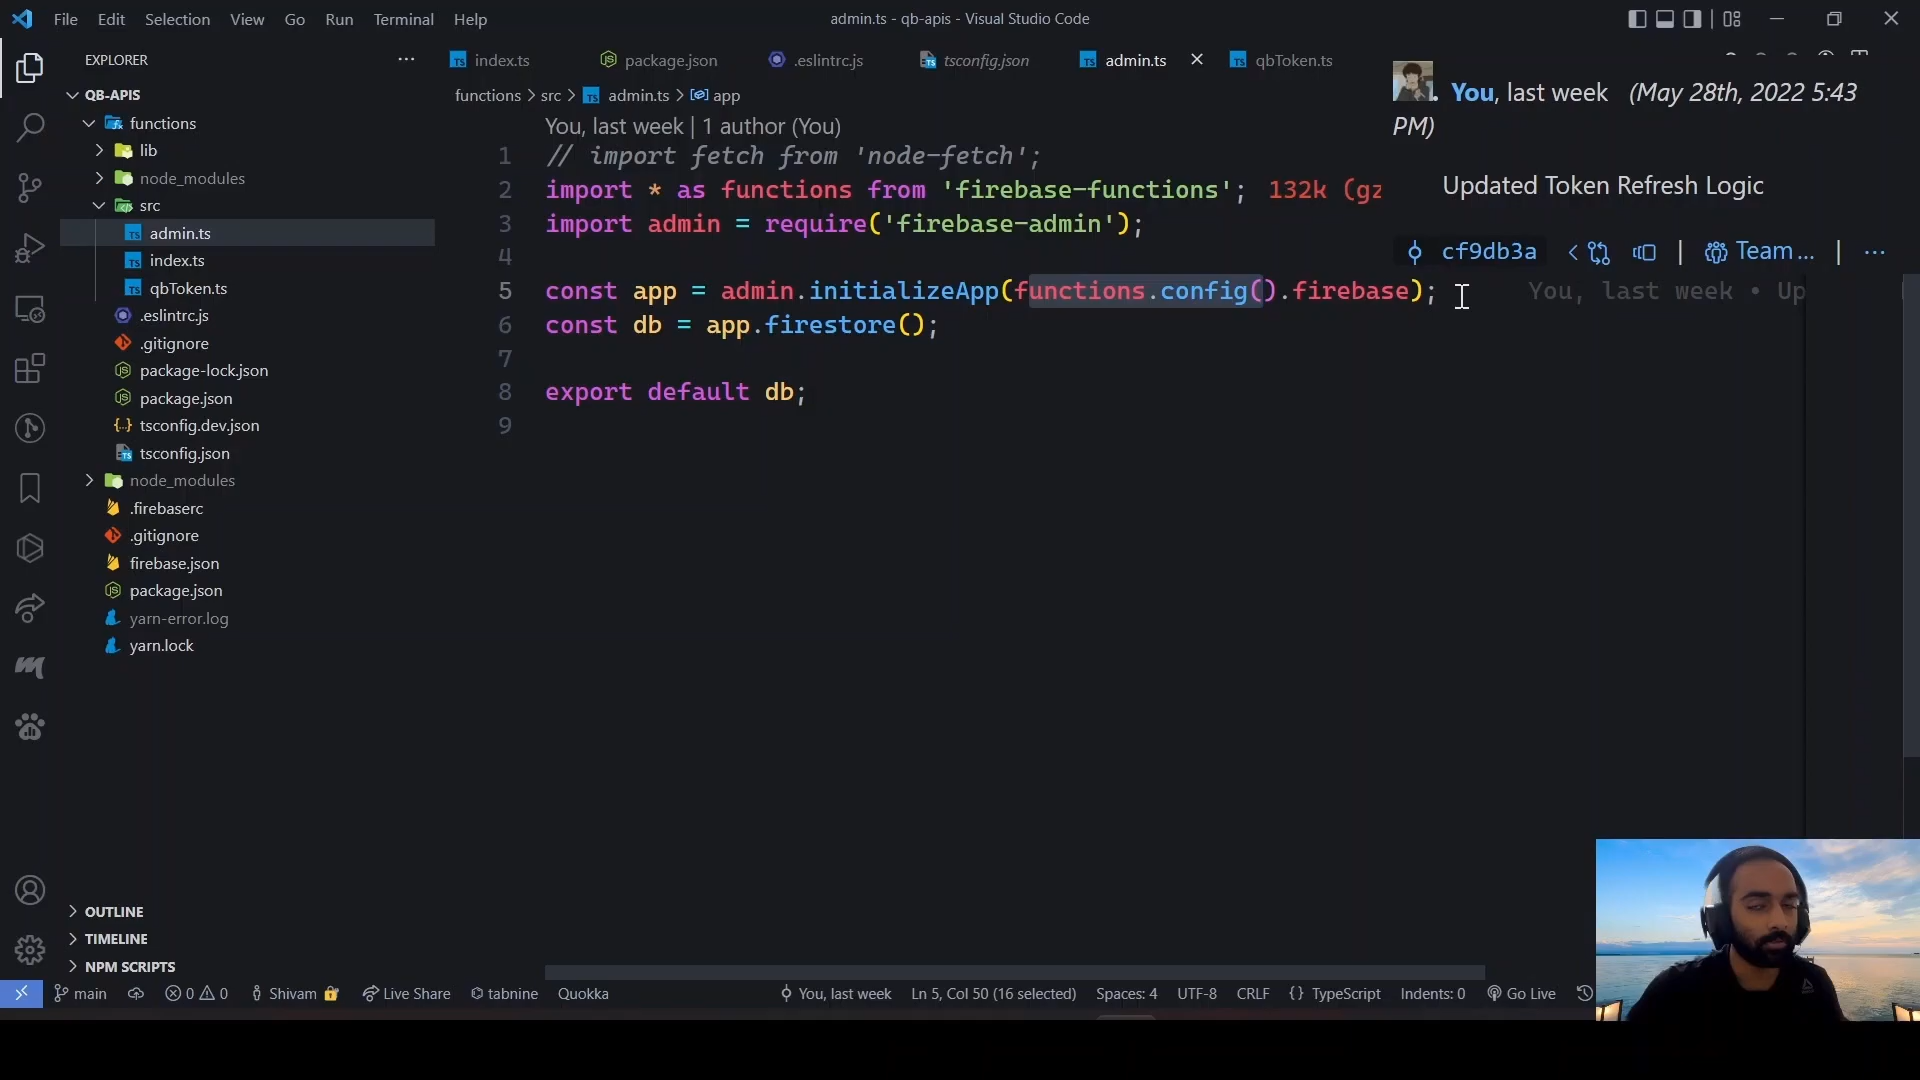 File Edit Selection View Go Run Terminal Help
admin.ts - qb-apis - Visual Studio Code
EXPLORER
QB-APIS
functions
lib
node_modules
src
admin.ts
index.ts
qbToken.ts
.eslintrc.js
.gitignore
package-lock.json
package.json
tsconfig.dev.json
tsconfig.json
node_modules
.firebaserc
.gitignore
firebase.json
package.json
yarn-error.log
yarn.lock
OUTLINE
TIMELINE
NPM SCRIPTS
index.ts package.json .eslintrc.js tsconfig.json admin.ts qbToken.ts
functions > src > admin.ts > app
You, last week | 1 author (You)
1 // import fetch from 'node-fetch';
2 import * as functions from 'firebase-functions'; 132k (gz
3 import admin = require('firebase-admin');
4
5 const app = admin.initializeApp(functions.config().firebase); You, last week • Up
6 const db = app.firestore();
7
8 export default db;
9
You, last week (May 28th, 2022 5:43
PM)
Updated Token Refresh Logic
cf9db3a | Team... | ...
main 0 0 Shivam Live Share tabnine Quokka You, last week Ln 5, Col 50 (16 selected) Spaces: 4 UTF-8 CRLF {} TypeScript Indents: 0 Go Live